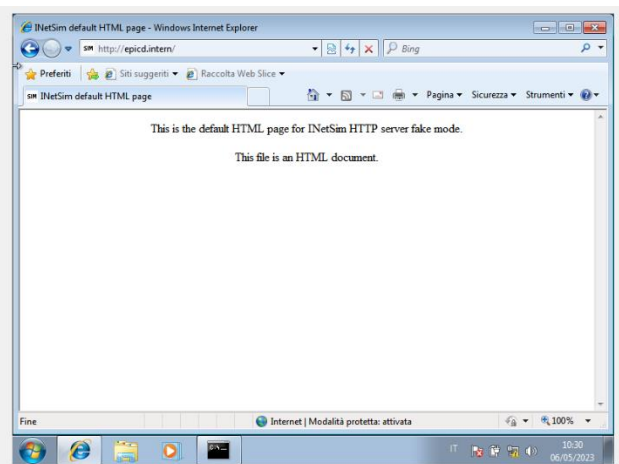 INetSim default HTML page - Windows Internet Explorer
SIM http://epicd.intern/ Bing
Preferiti Siti suggeriti Raccolta Web Slice
SIM INetSim default HTML page Pagina Sicurezza Strumenti
This is the default HTML page for INetSim HTTP server fake mode.
This file is an HTML document.
Fine Internet | Modalità protetta: attivata 100%
IT 10:30
06/05/2023